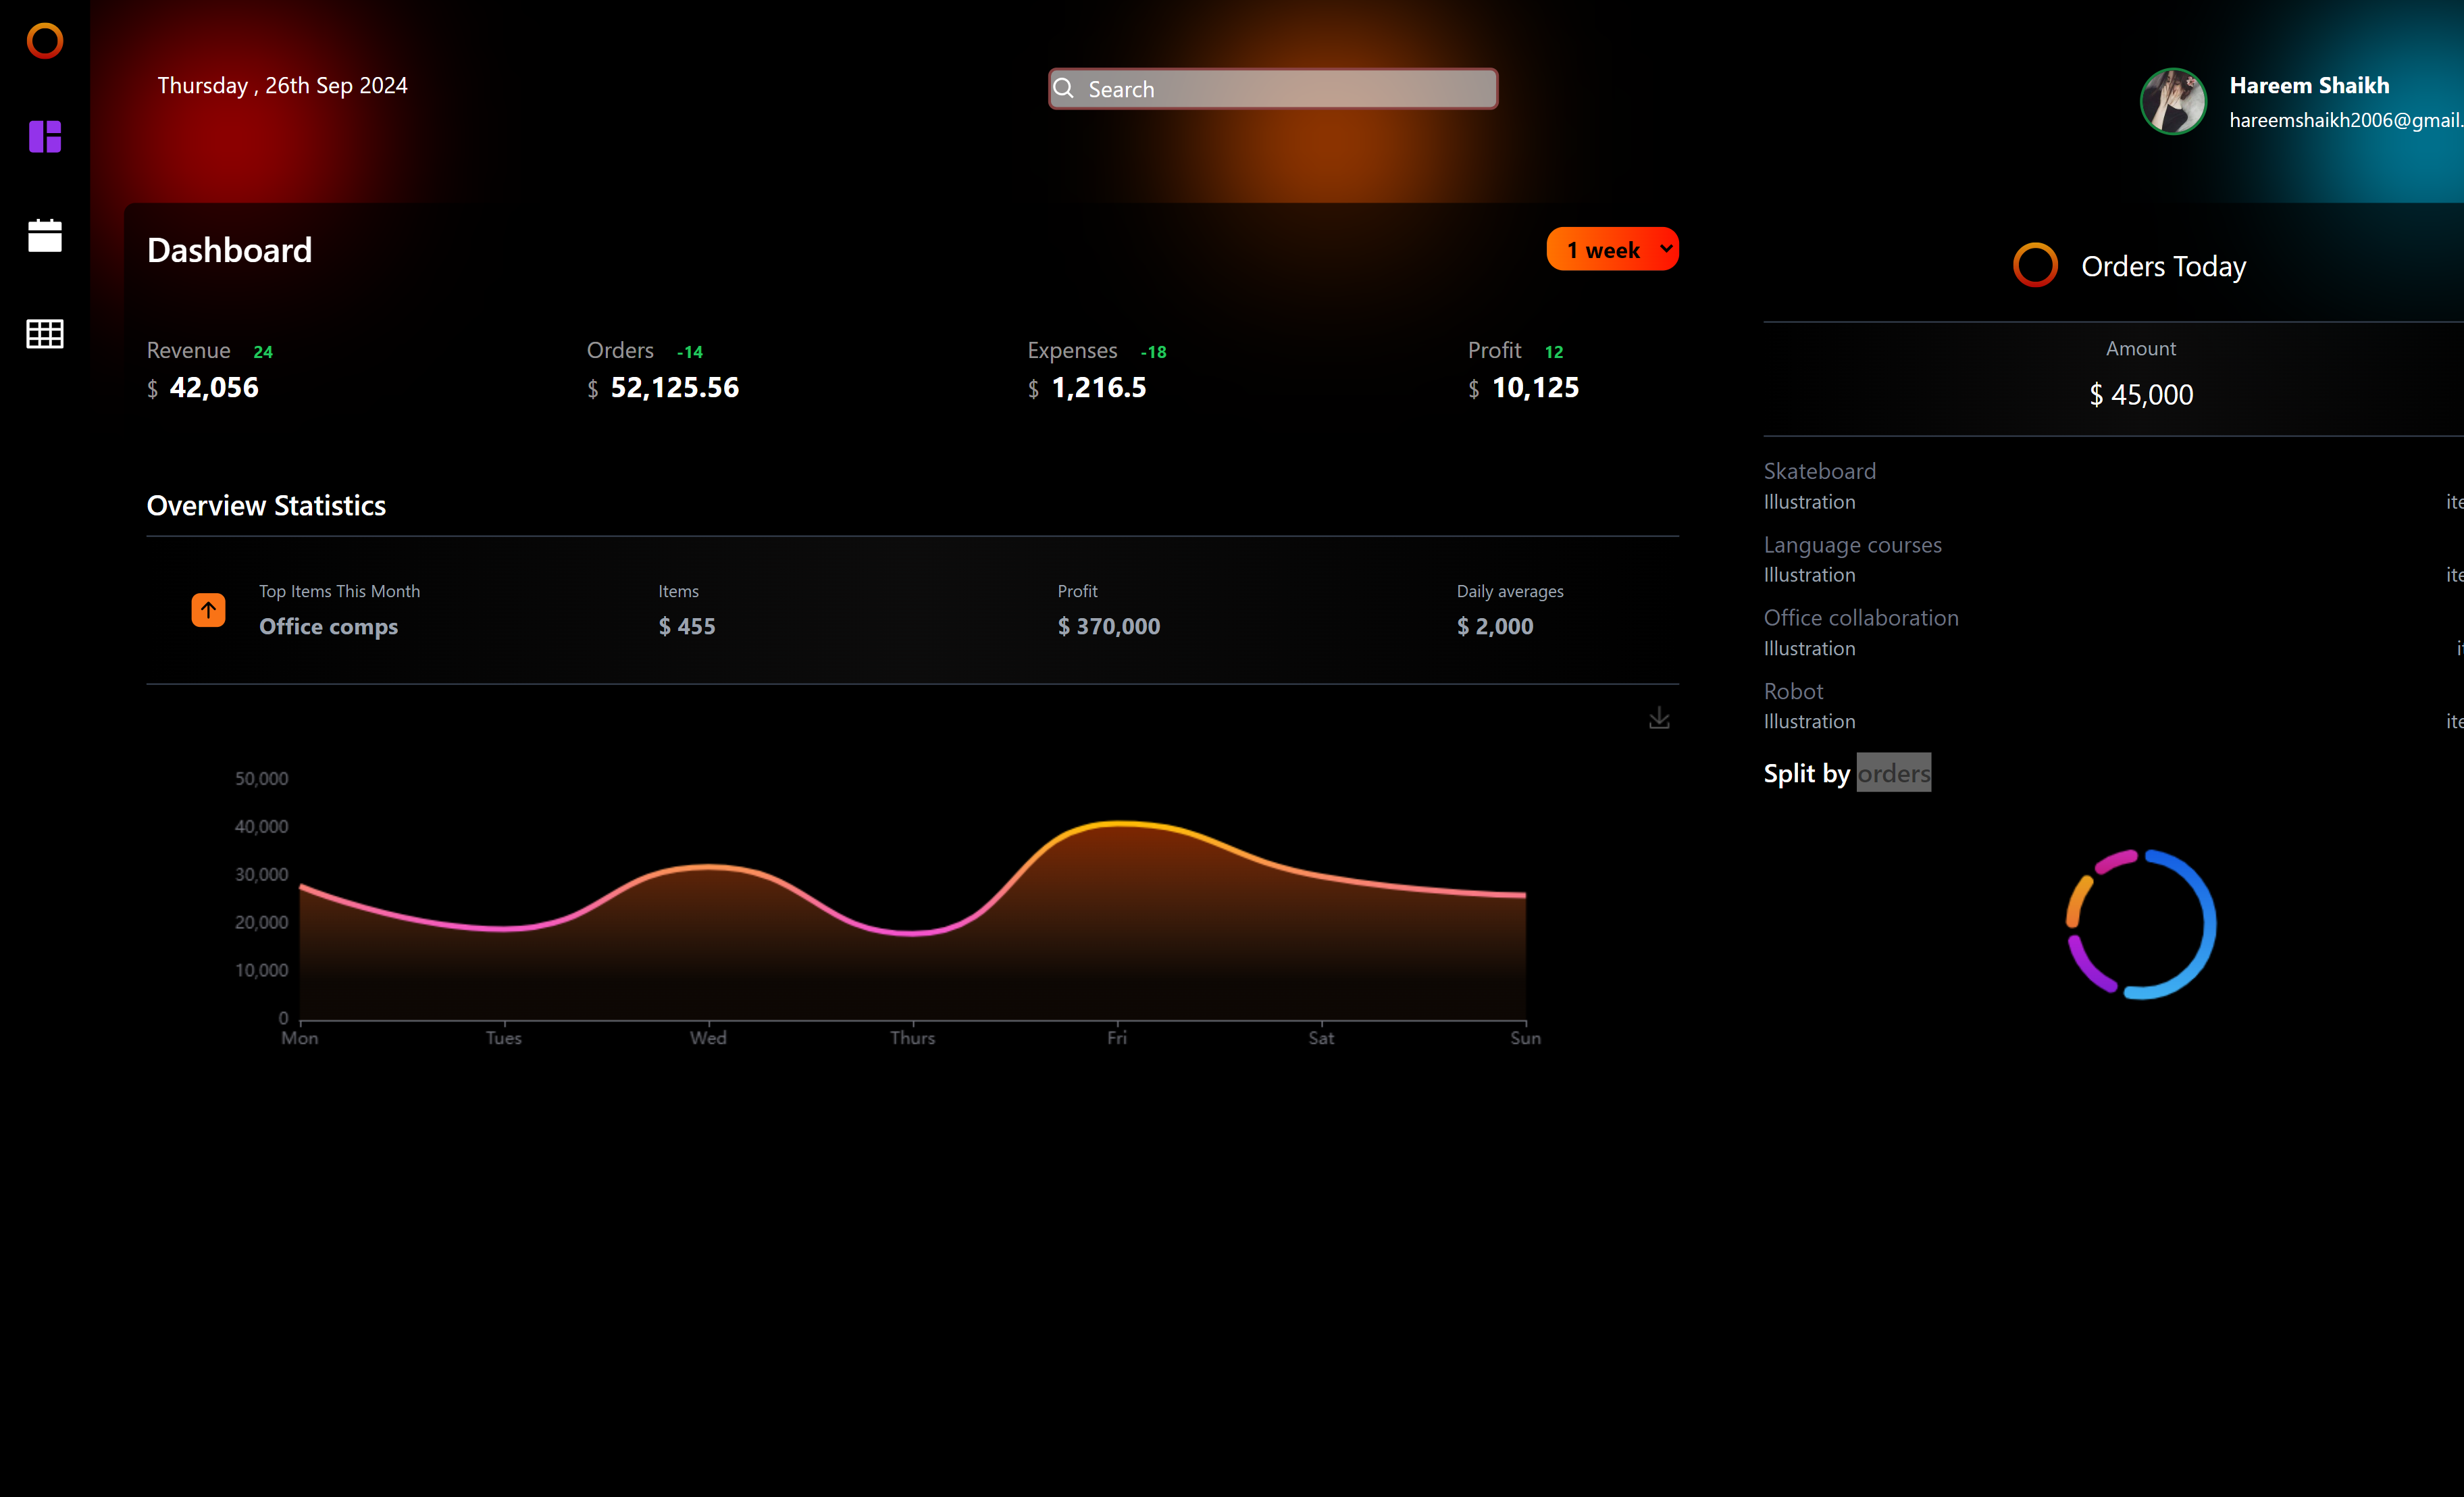 Thursday , 26th Sep 2024
Search
Hareem Shaikh
hareemshaikh2006@gmail.
Dashboard
1 week
Revenue 24
$ 42,056
Orders -14
$ 52,125.56
Expenses -18
$ 1,216.5
Profit 12
$ 10,125
Overview Statistics
Top Items This Month
Office comps
Items
$ 455
Profit
$ 370,000
Daily averages
$ 2,000
50,000
40,000
30,000
20,000
10,000
0
Mon Tues Wed Thurs Fri Sat Sun
Orders Today
Amount
$ 45,000
Skateboard
Illustration
Language courses
Illustration
Office collaboration
Illustration
Robot
Illustration
Split by orders